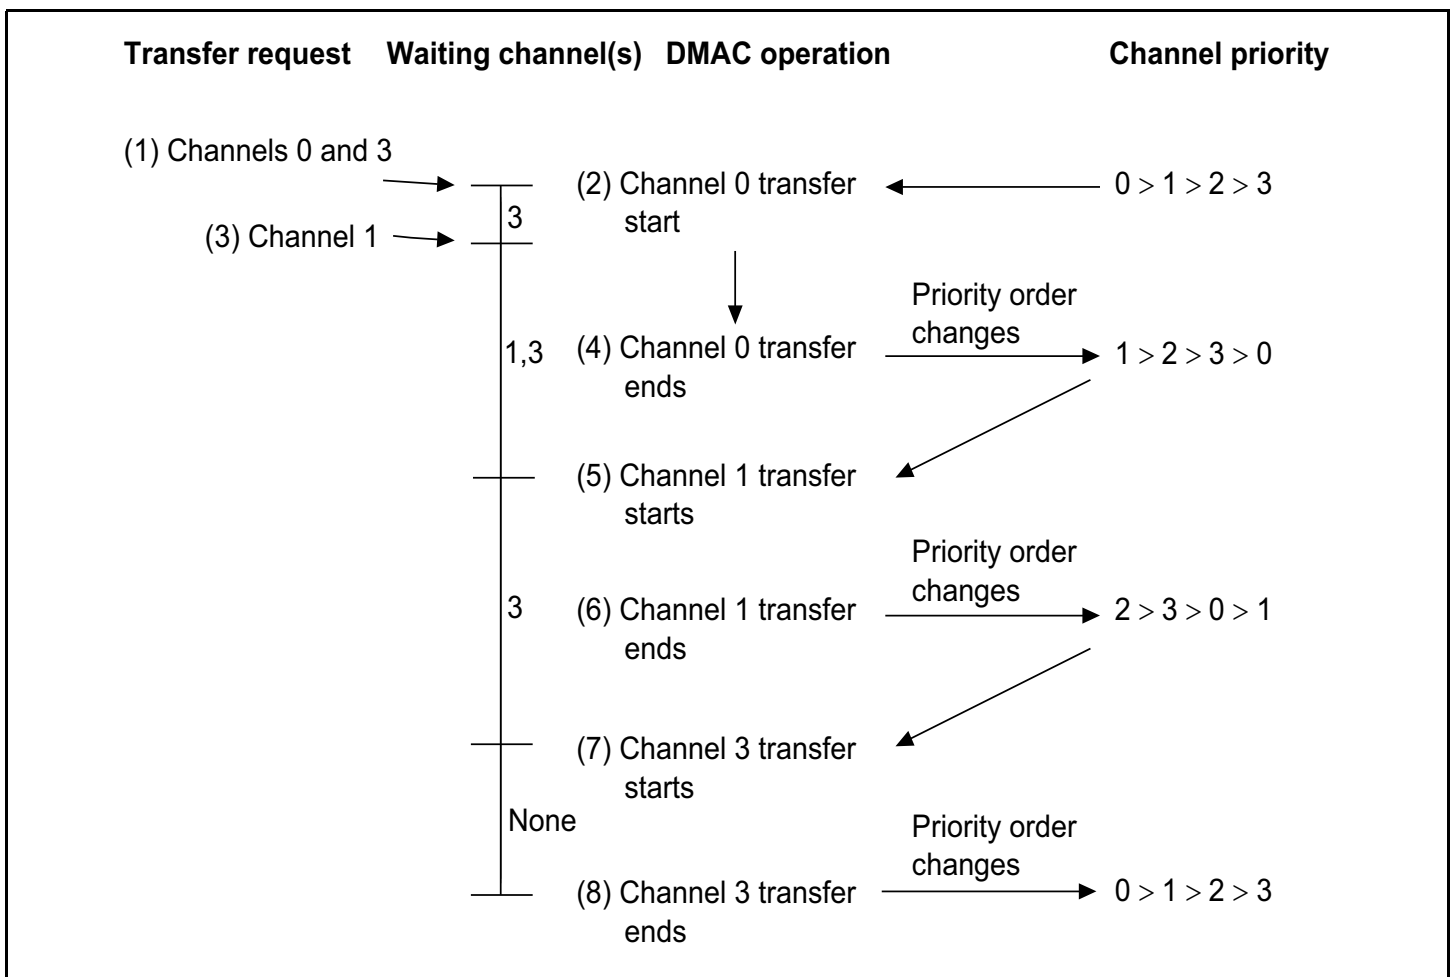 Transfer request Waiting channel(s) DMAC operation Channel priority
(1) Channels 0 and 3
(2) Channel 0 transfer
start
0 > 1 > 2 > 3
3
(3) Channel 1
Priority order
changes
1,3
(4) Channel 0 transfer
ends
1 > 2 > 3 > 0
(5) Channel 1 transfer
starts
Priority order
changes
3
(6) Channel 1 transfer
ends
2 > 3 > 0 > 1
(7) Channel 3 transfer
starts
None
Priority order
changes
(8) Channel 3 transfer
ends
0 > 1 > 2 > 3